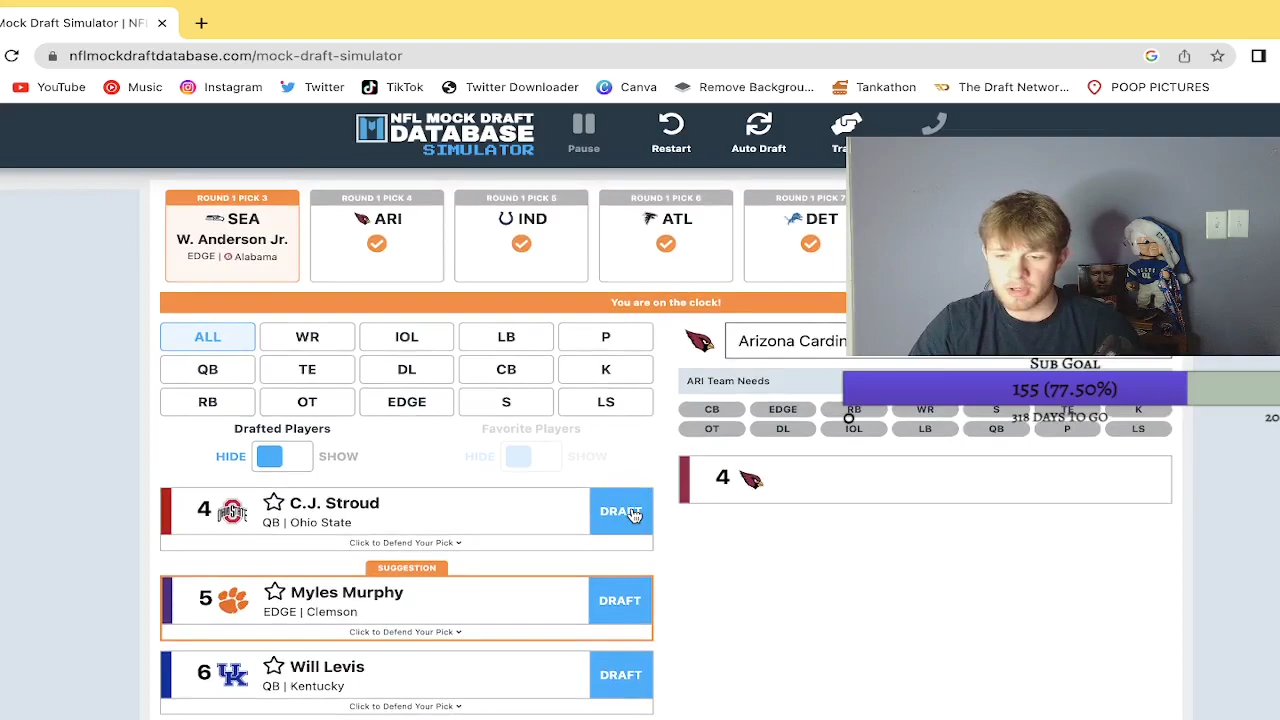 Mock Draft Simulator | NF
nflmockdraftdatabase.com/mock-draft-simulator
YouTube Music Instagram Twitter TikTok Twitter Downloader Canva Remove Backgrou... Tankathon The Draft Networ... POOP PICTURES
NFL MOCK DRAFT
DATABASE
SIMULATOR
Pause Restart Auto Draft Tra
ROUND 1 PICK 3 ROUND 1 PICK 4 ROUND 1 PICK 5 ROUND 1 PICK 6 ROUND 1 PICK 7
SEA ARI IND ATL DET
W. Anderson Jr.
EDGE | Alabama
You are on the clock!
ALL WR IOL LB P
QB TE DL CB K
RB OT EDGE S LS
Arizona Cardin
ARI Team Needs
CB EDGE RB WR S TE K
OT DL IOL LB QB P LS
SUB GOAL
155 (77.50%)
318 DAYS TO GO
20
Drafted Players Favorite Players
HIDE SHOW HIDE SHOW
4 C.J. Stroud
QB | Ohio State
DRAFT
Click to Defend Your Pick
4
SUGGESTION
5 Myles Murphy
EDGE | Clemson
DRAFT
Click to Defend Your Pick
6 Will Levis
QB | Kentucky
DRAFT
Click to Defend Your Pick